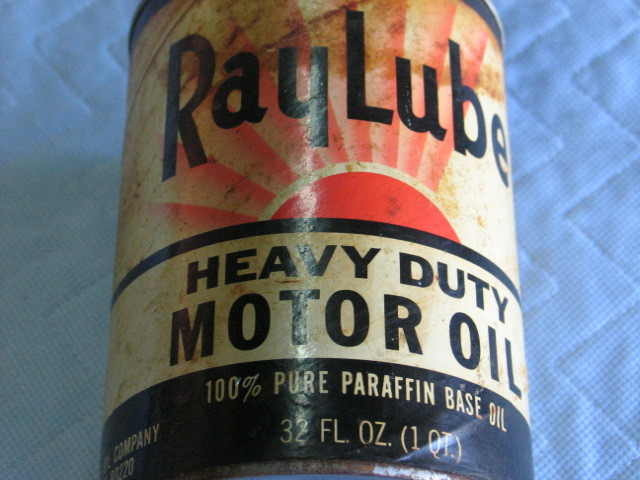 RayLube
HEAVY DUTY
MOTOR OIL
100% PURE PARAFFIN BASE OIL
32 FL. OZ. (1 QT.)
COMPANY